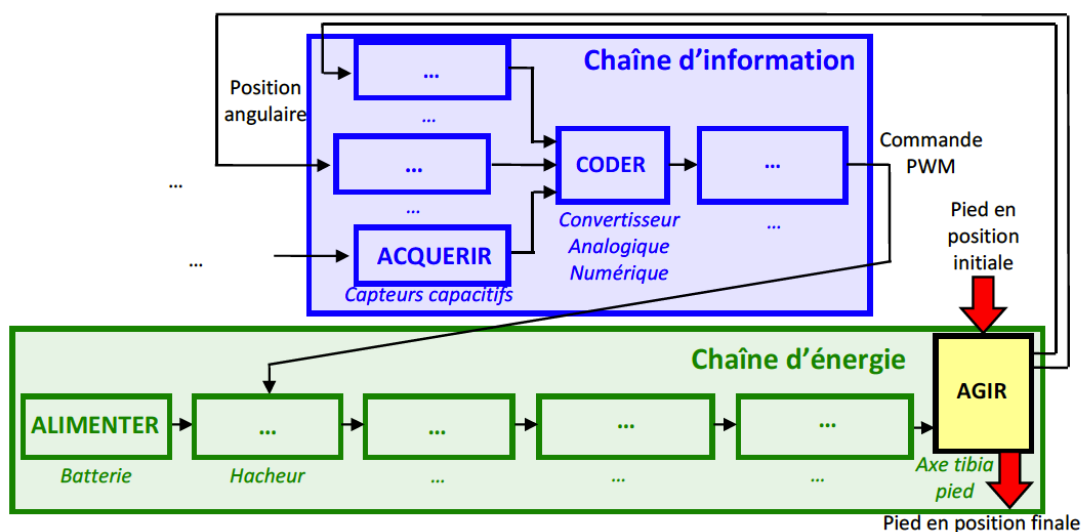 ...
Chaîne d'information
Position
angulaire
...
...
...
...
...
ACQUERIR
Capteurs capacitifs
CODER
Convertisseur
Analogique
Numérique
...
...
Commande
PWM
Pied en
position
initiale
Chaîne d'énergie
ALIMENTER
Batterie
...
Hacheur
...
...
...
...
...
...
AGIR
Axe tibia
pied
Pied en position finale